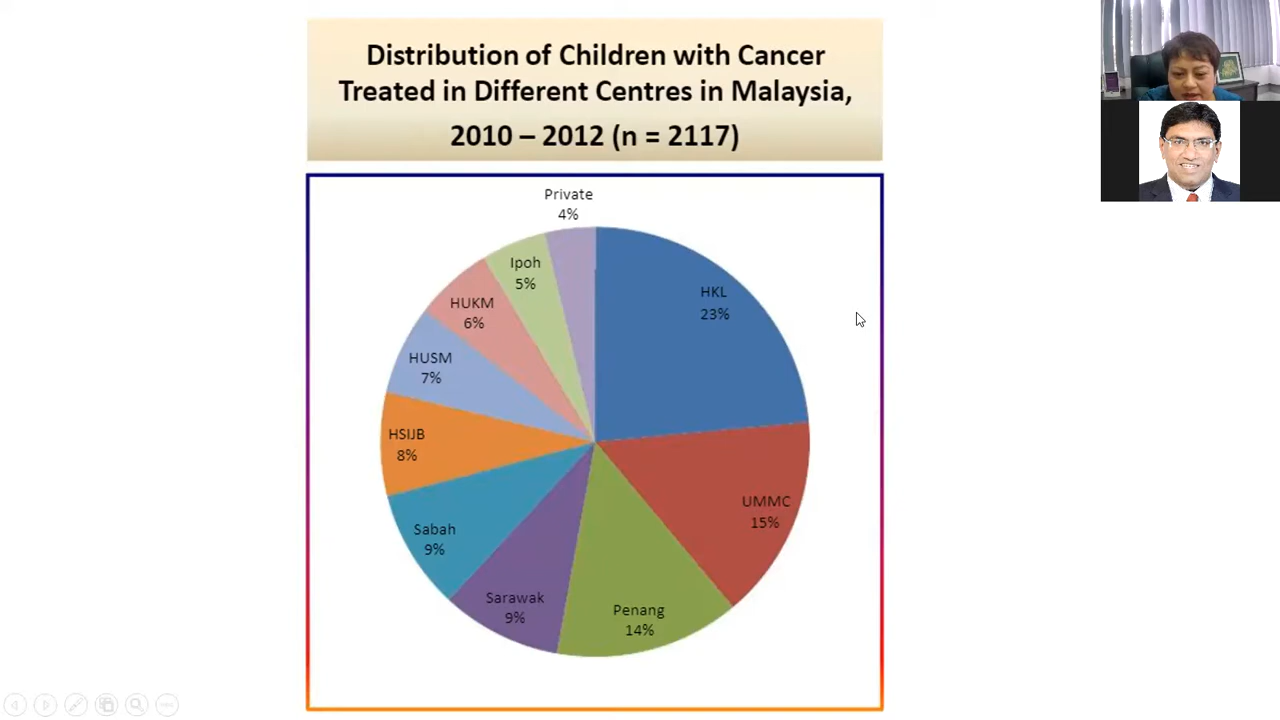 Distribution of Children with Cancer
Treated in Different Centres in Malaysia,
2010 – 2012 (n = 2117)
Private
4%
Ipoh
5%
HKL
23%
HUKM
6%
HUSM
7%
HSIJB
8%
UMMC
15%
Sabah
9%
Sarawak
9%
Penang
14%